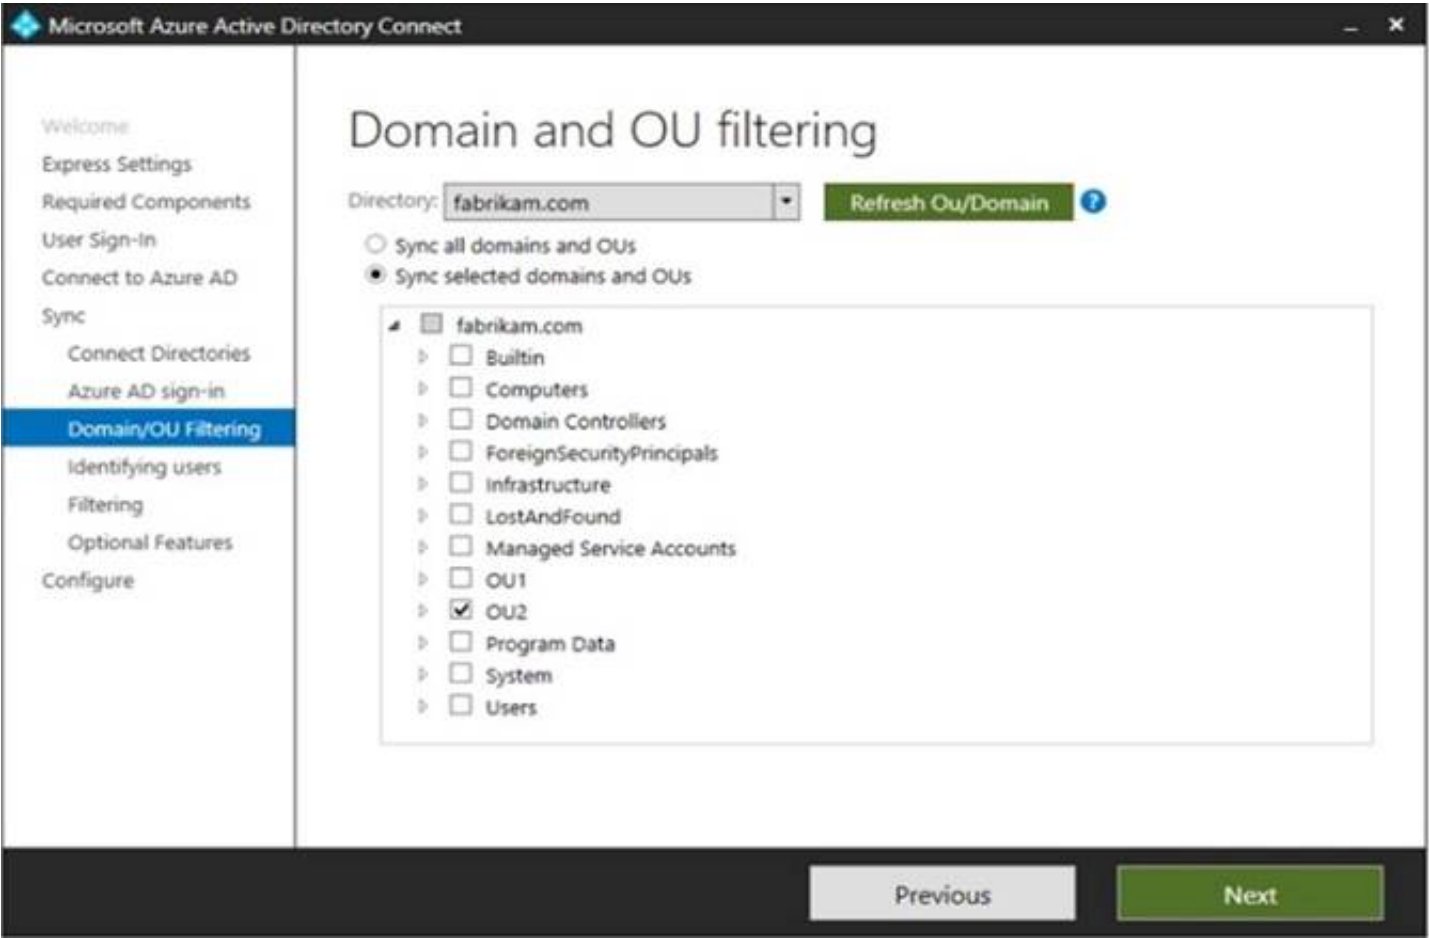 Microsoft Azure Active Directory Connect
Welcome
Express Settings
Required Components
User Sign-In
Connect to Azure AD
Sync
Connect Directories
Azure AD sign-in
Domain/OU Filtering
Identifying users
Filtering
Optional Features
Configure
Domain and OU filtering
Directory: fabrikam.com Refresh Ou/Domain ?
Sync all domains and OUs
Sync selected domains and OUs
fabrikam.com
Builtin
Computers
Domain Controllers
ForeignSecurityPrincipals
Infrastructure
LostAndFound
Managed Service Accounts
OU1
OU2
Program Data
System
Users
Previous Next